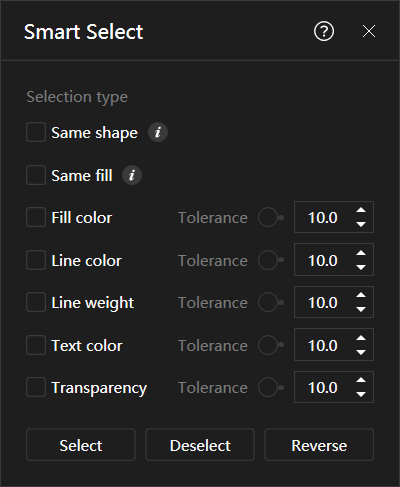 Smart Select ?
Selection type
Same shape i
Same fill i
Fill color Tolerance 10.0
Line color Tolerance 10.0
Line weight Tolerance 10.0
Text color Tolerance 10.0
Transparency Tolerance 10.0
Select Deselect Reverse